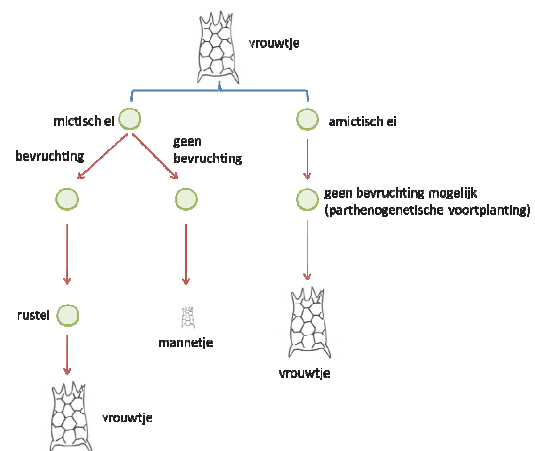 vrouwtje
mictisch ei
amictisch ei
geen
bevruchting
bevruchting
geen bevruchting mogelijk
(parthenogenetische voortplanting)
rustei
mannetje
vrouwtje
vrouwtje